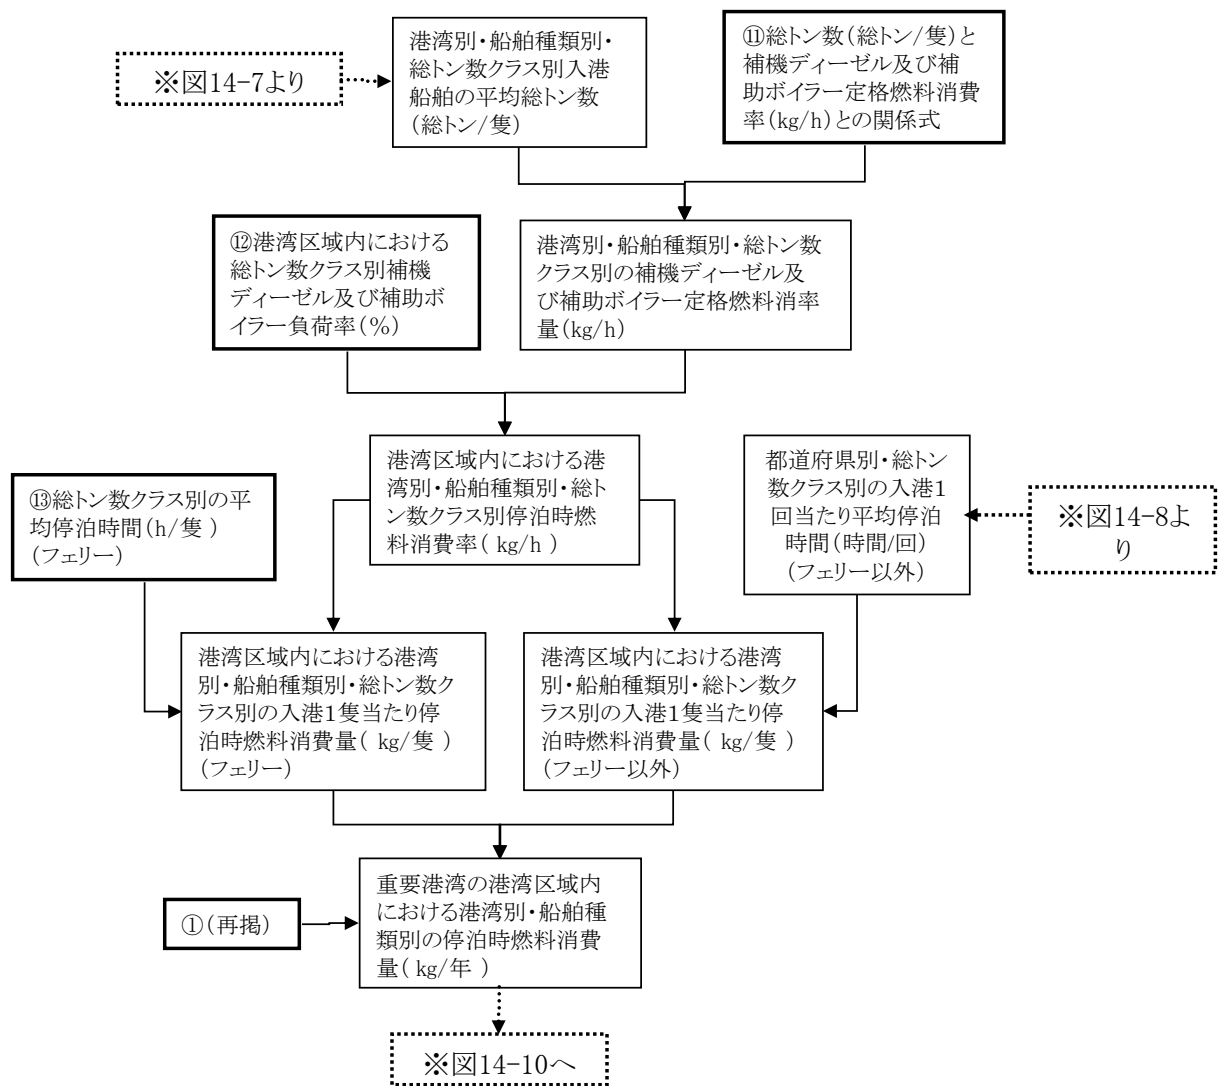 港湾別・船舶種類別・
総トン数クラス別入港
船舶の平均総トン数
(総トン/隻)
⑪総トン数(総トン/隻)と
補機ディーゼル及び補
助ボイラー定格燃料消費
率(kg/h)との関係式
※図14-7より
⑫港湾区域内における
総トン数クラス別補機
ディーゼル及び補助ボ
イラー負荷率(%)
港湾別・船舶種類別・総トン数
クラス別の補機ディーゼル及
び補助ボイラー定格燃料消率
量(kg/h)
港湾区域内における港
湾別・船舶種類別・総ト
ン数クラス別停泊時燃
料消費率( kg/h )
都道府県別・総トン
数クラス別の入港1
回当たり平均停泊
時間(時間/回)
(フェリー以外)
⑬総トン数クラス別の平
均停泊時間(h/隻 )
(フェリー)
※図14-8よ
り
港湾区域内における港湾
別・船舶種類別・総トン数ク
ラス別の入港1隻当たり停
泊時燃料消費量( kg/隻 )
(フェリー)
港湾区域内における港湾
別・船舶種類別・総トン数ク
ラス別の入港1隻当たり停
泊時燃料消費量( kg/隻 )
(フェリー以外)
重要港湾の港湾区域内
における港湾別・船舶種
類別の停泊時燃料消費
量( kg/年 )
①(再掲)
※図14-10へ